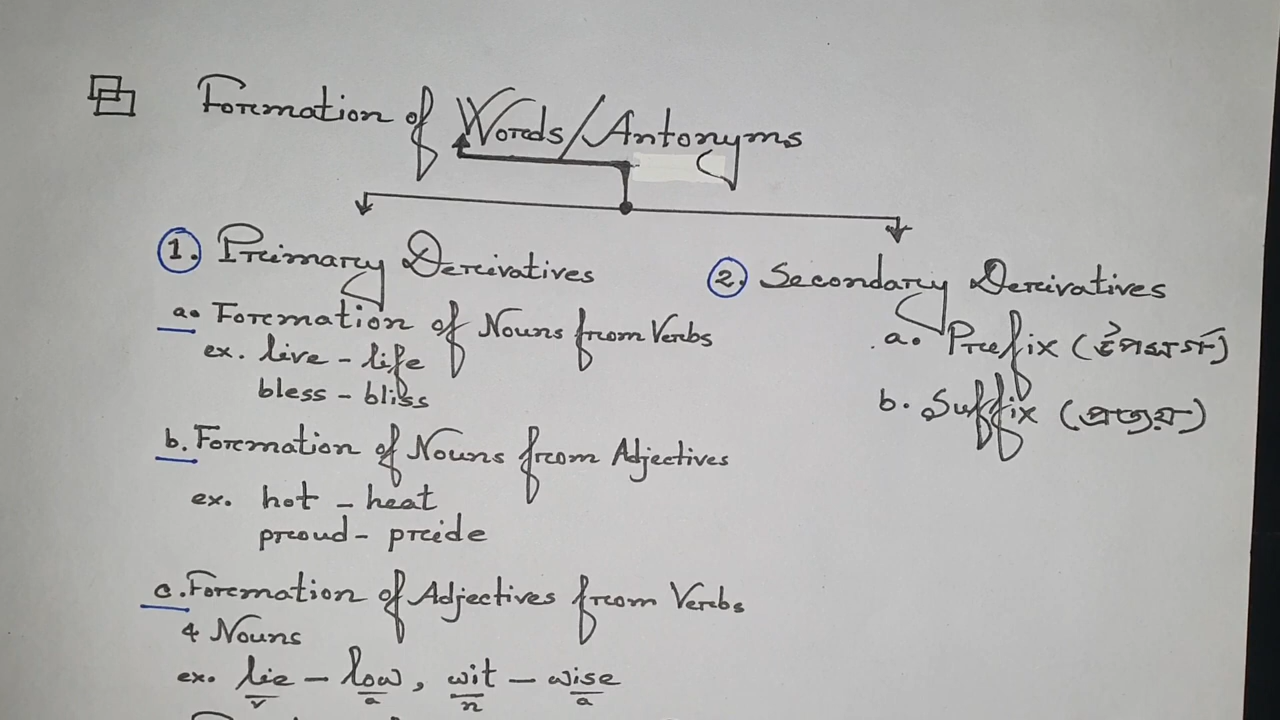 Formation of Words/Antonyms
1. Primary Derivatives
a. Formation of Nouns from Verbs
ex. live - life
bless - bliss
b. Formation of Nouns from Adjectives
ex. hot - heat
proud - pride
c. Formation of Adjectives from Verbs
& Nouns
ex. lie - low, wit - wise
v a n a
2. Secondary Derivatives
a. Prefix (উপসর্গ)
b. Suffix (প্রত্যয়)